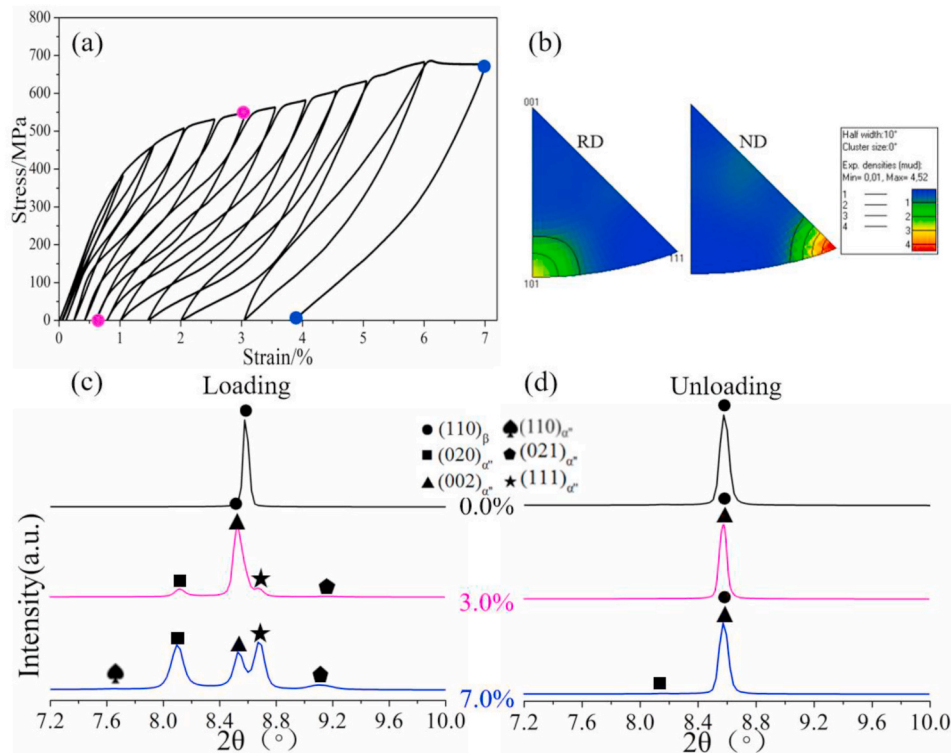 (a)
Stress/MPa
800
700
600
500
400
300
200
100
0
0 1 2 3 4 5 6 7
Strain/%
(b)
001
RD
111
101
ND
Half width:10°
Cluster size:0°
Exp. densities (mud):
Min= 0,01, Max= 4,52
1
2
3
4
1
2
3
4
(c)
Loading
(d)
Unloading
(110)β
(020)α"
(002)α"
(110)α"
(021)α"
(111)α"
Intensity(a.u.)
0.0%
3.0%
7.0%
7.2 7.6 8.0 8.4 8.8 9.2 9.6 10.0
2θ (°)
7.2 7.6 8.0 8.4 8.8 9.2 9.6 10.0
2θ (°)